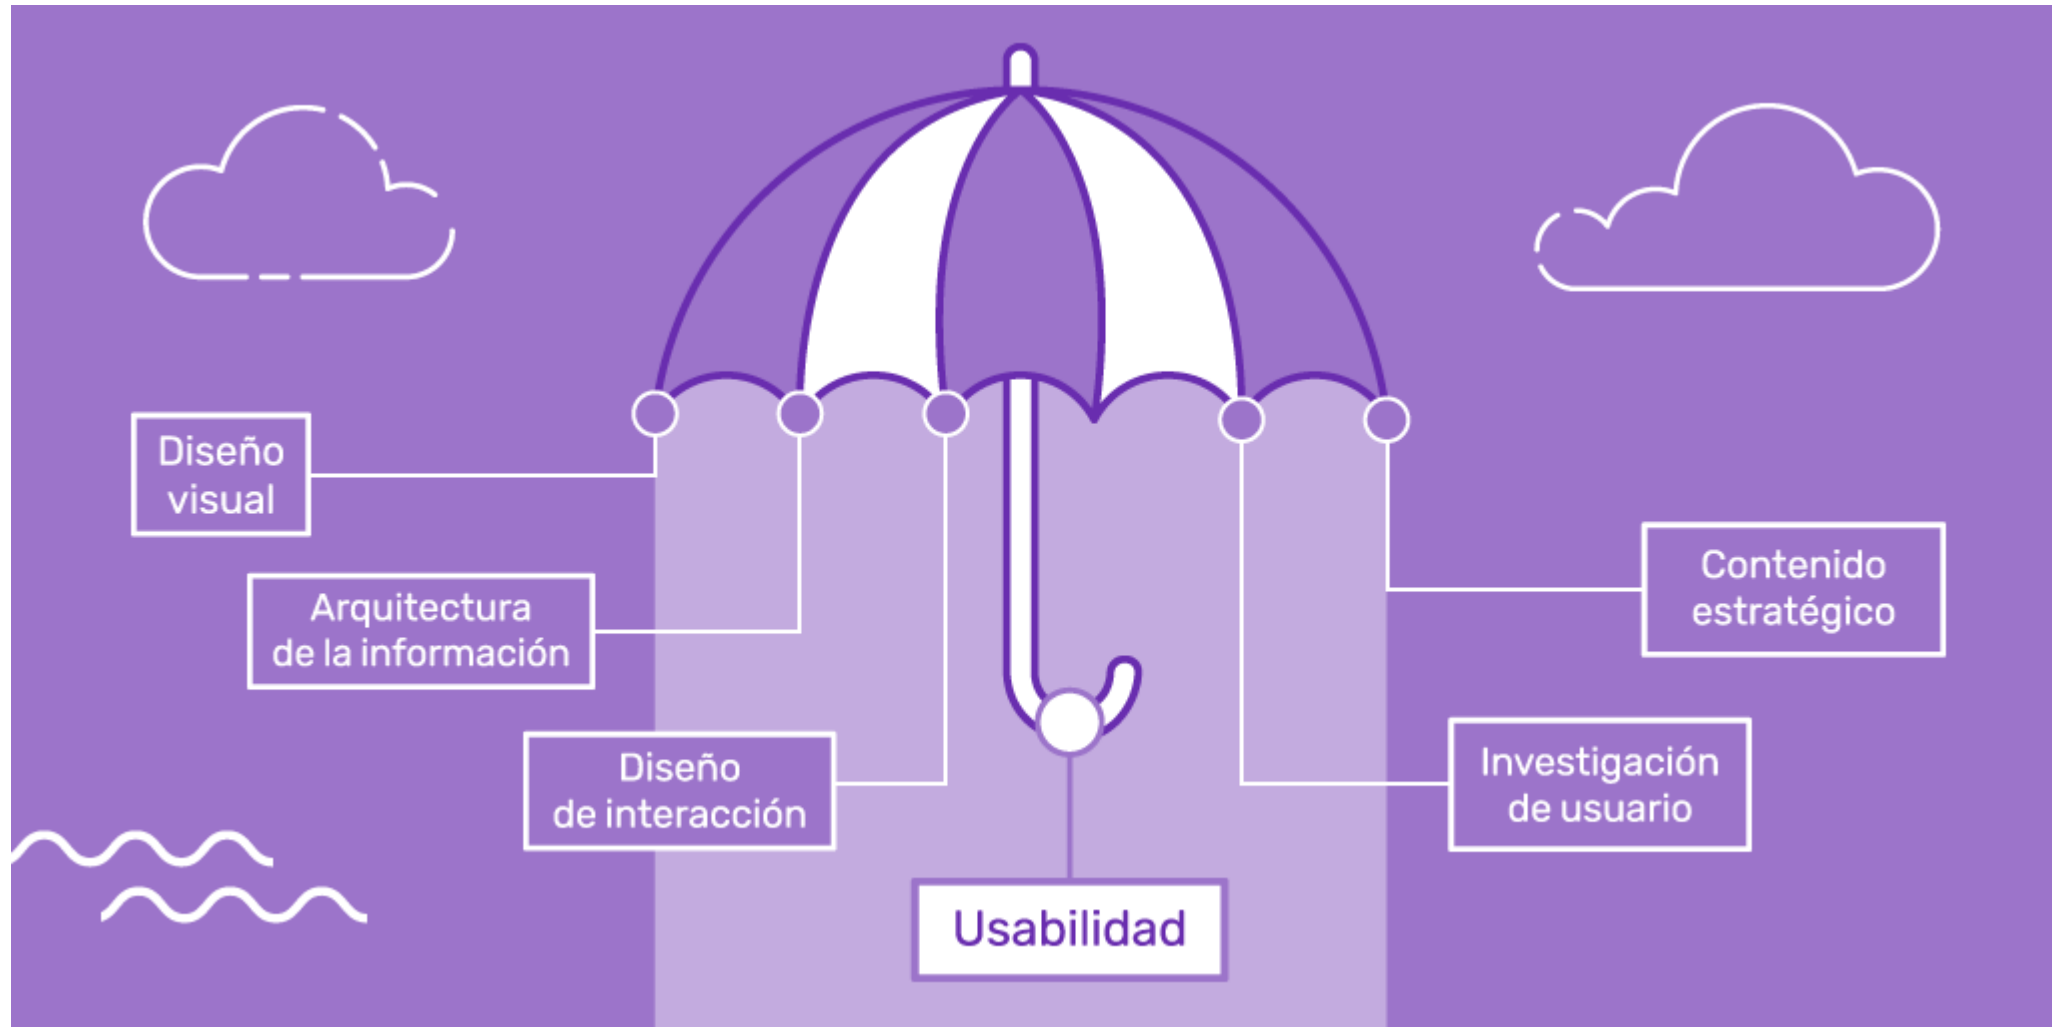 Diseño
visual
Arquitectura
de la información
Diseño
de interacción
Usabilidad
Contenido
estratégico
Investigación
de usuario